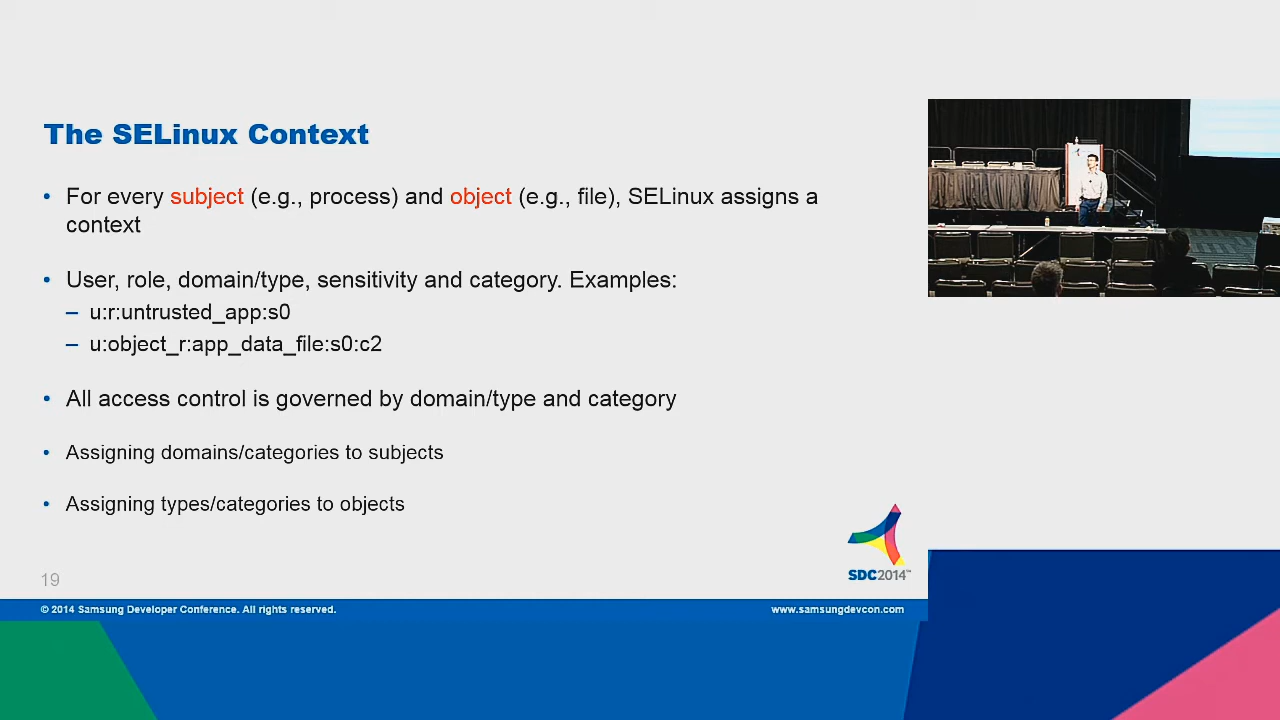 The SELinux Context
• For every subject (e.g., process) and object (e.g., file), SELinux assigns a
context
• User, role, domain/type, sensitivity and category. Examples:
– u:r:untrusted_app:s0
– u:object_r:app_data_file:s0:c2
• All access control is governed by domain/type and category
• Assigning domains/categories to subjects
• Assigning types/categories to objects
SDC2014™
19
© 2014 Samsung Developer Conference. All rights reserved.
www.samsungdevcon.com